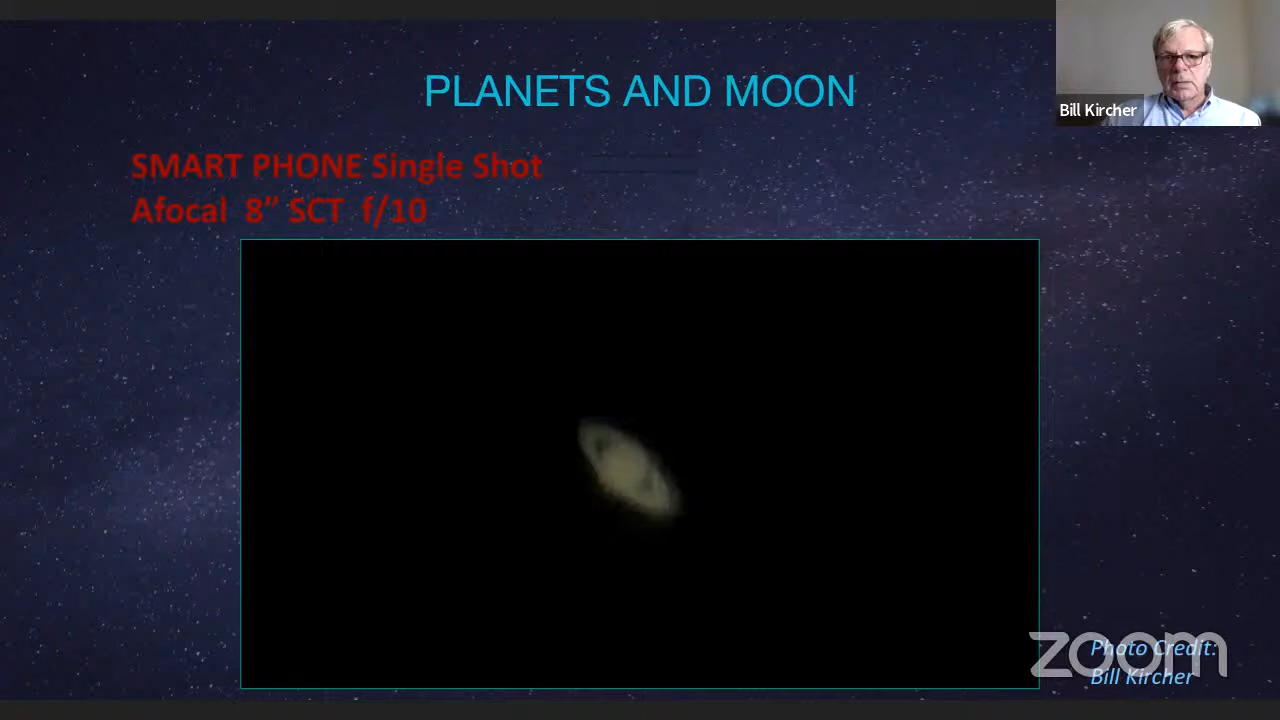 PLANETS AND MOON
Bill Kircher
SMART PHONE Single Shot
Afocal 8” SCT f/10
zoom
Photo Credit:
Bill Kircher